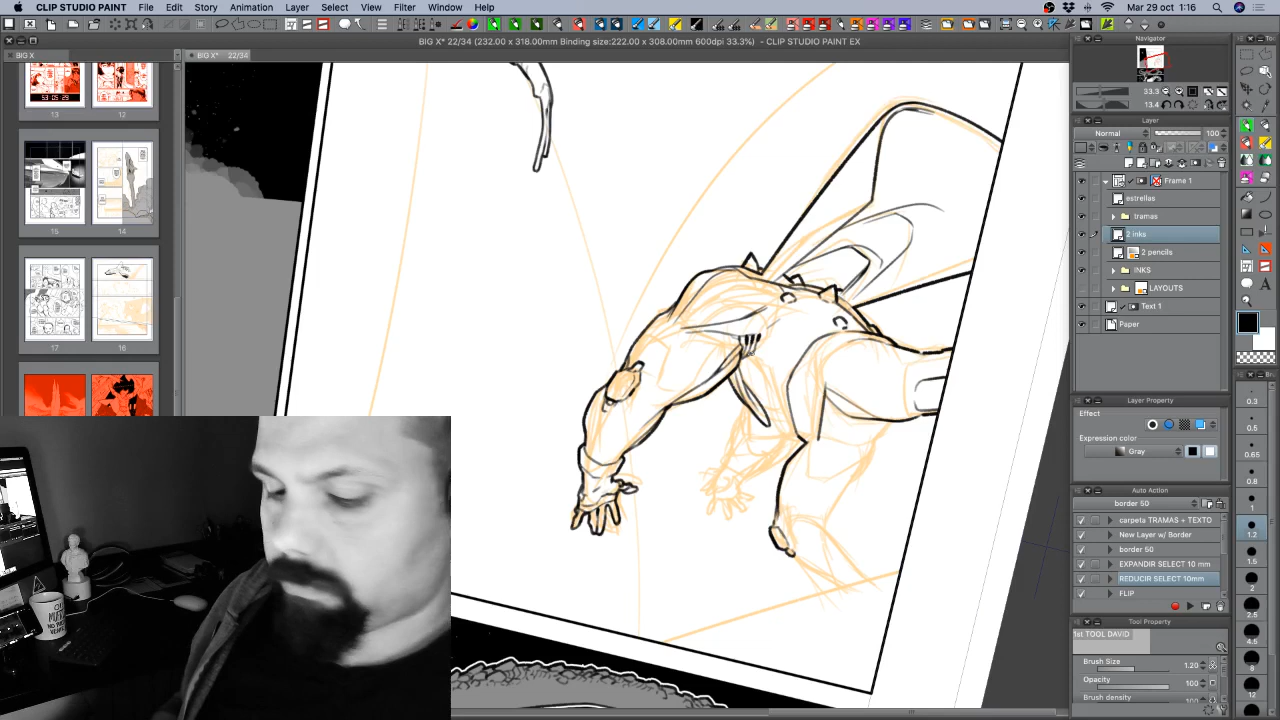 CLIP STUDIO PAINT File Edit Story Animation Layer Select View Filter Window Help Mar 29 oct 1:16
BIG X* 22/34 (232.00 x 318.00mm Binding size:222.00 x 308.00mm 600dpi 33.3%) - CLIP STUDIO PAINT EX
BIG X
BIG X* 22/34
13 12
15 14
17 16
Navigator
33.3
13.4
Layer
Normal 100
Frame 1
estrellas
tramas
2 inks
2 pencils
INKS
LAYOUTS
Text 1
Paper
Layer Property
Effect
Expression color
Gray
Auto Action
border 50
carpeta TRAMAS + TEXTO
New Layer w/ Border
border 50
EXPANDIR SELECT 10 mm
REDUCIR SELECT 10mm
FLIP
Tool Property
1st TOOL DAVID
Brush Size 1.20
Opacity 100
Brush density 100
To
0.3
0.5
0.65
0.8
1
1.2
1.5
2
2.5
4.5
8
10